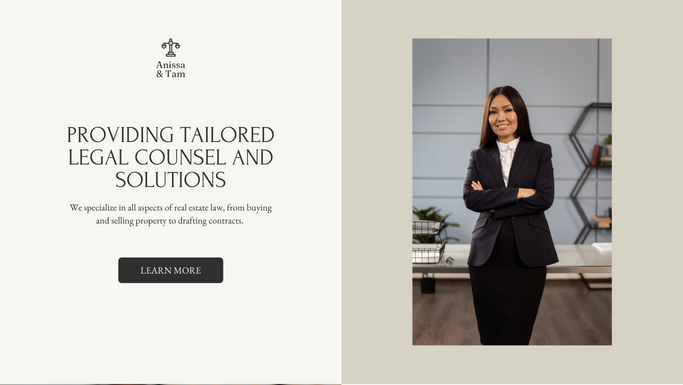 Anissa
& Tam
PROVIDING TAILORED
LEGAL COUNSEL AND
SOLUTIONS
We specialize in all aspects of real estate law, from buying
and selling property to drafting contracts.
LEARN MORE